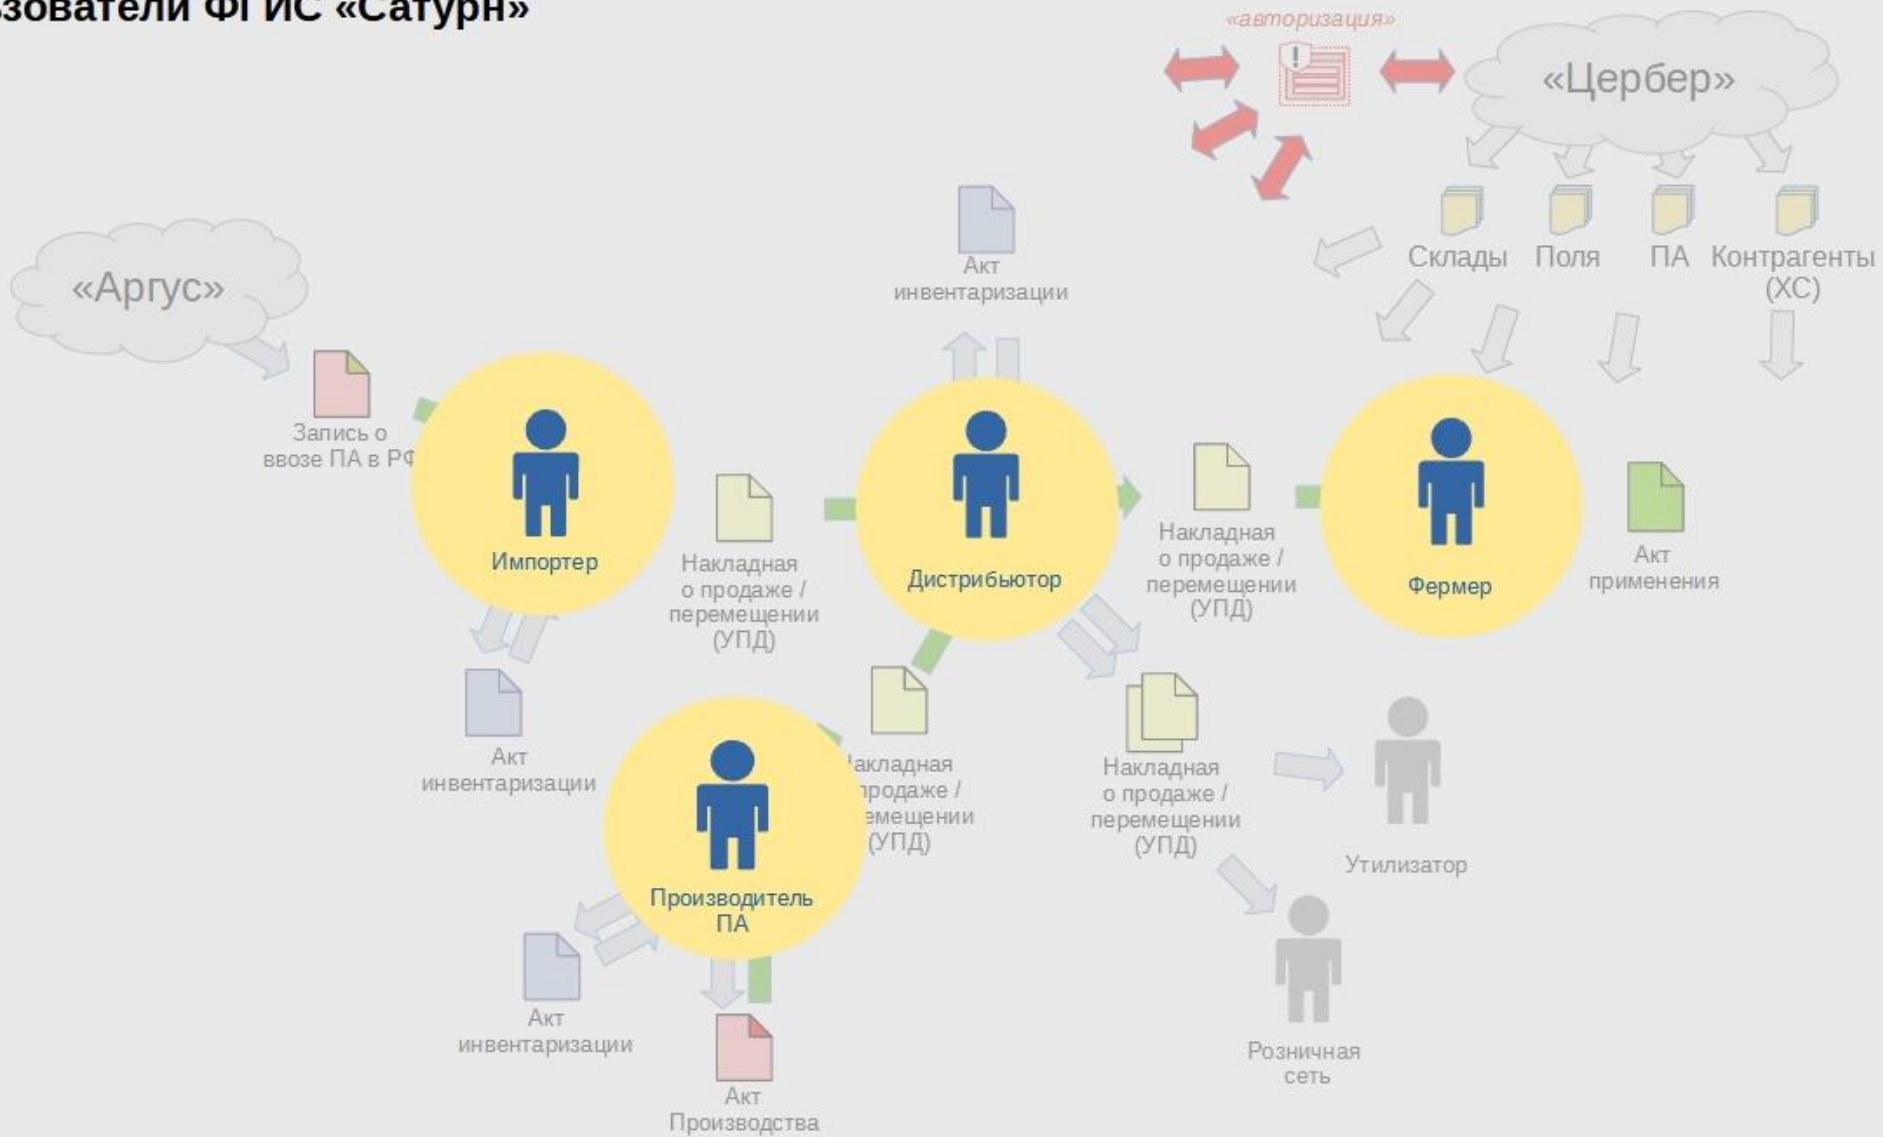 зователи ФГИС «Сатурн»
«авторизация»
«Цербер»
Склады
Поля
ПА
Контрагенты
(ХС)
«Аргус»
Запись о
ввозе ПА в РФ
Акт
инвентаризации
Импортер
Накладная
о продаже /
перемещении
(УПД)
Дистрибьютор
Накладная
о продаже /
перемещении
(УПД)
Фермер
Акт
применения
Акт
инвентаризации
Производитель
ПА
акладная
продаже /
емещении
(УПД)
Накладная
о продаже /
перемещении
(УПД)
Утилизатор
Розничная
сеть
Акт
инвентаризации
Акт
Производства